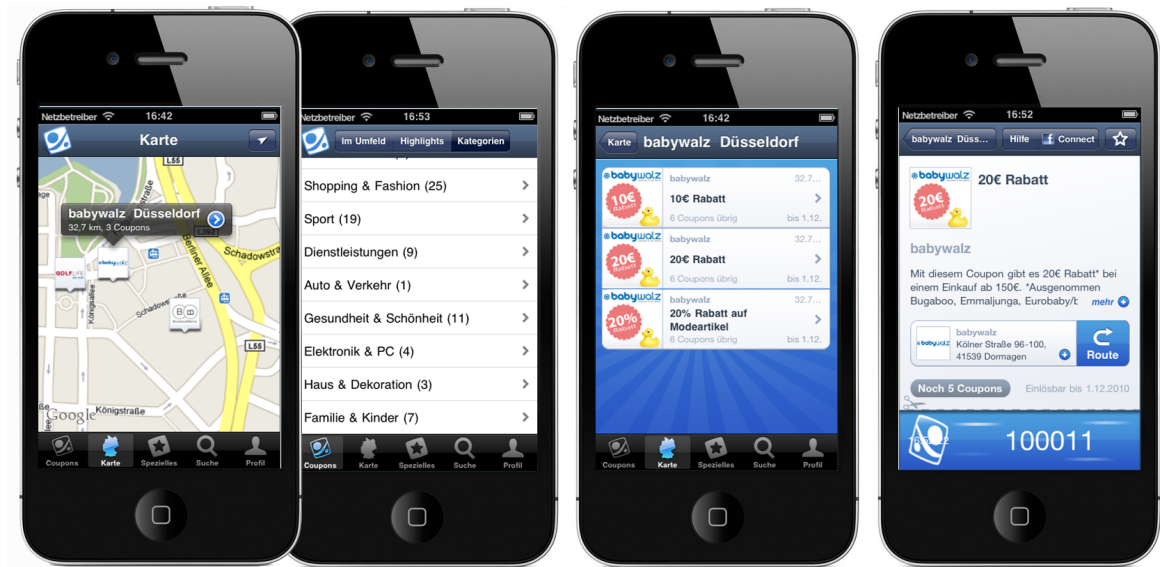 Netzbetreiber 16:42
Karte
L55
babywalz Düsseldorf
32,7 km, 3 Coupons
L392
Berliner Allee
Schadowstra
GOLF
babywalz
Königsallee
Schadowstraße
B m
L55
Königstraße
Google
Coupons Karte Spezielles Suche Profil
Netzbetreiber 16:53
Im Umfeld Highlights Kategorien
Shopping & Fashion (25)
Sport (19)
Dienstleistungen (9)
Auto & Verkehr (1)
Gesundheit & Schönheit (11)
Elektronik & PC (4)
Haus & Dekoration (3)
Familie & Kinder (7)
Coupons Karte Spezielles Suche Profil
Netzbetreiber 16:42
Karte babywalz Düsseldorf
babywalz babywalz 32.7...
10€ Rabatt 10€ Rabatt
6 Coupons übrig bis 1.12.
babywalz babywalz 32.7...
20€ Rabatt 20€ Rabatt
6 Coupons übrig bis 1.12.
babywalz babywalz 32.7...
20% Rabatt 20% Rabatt auf
Modeartikel
6 Coupons übrig bis 1.12.
Coupons Karte Spezielles Suche Profil
Netzbetreiber 16:52
babywalz Düss... Hilfe f Connect
babywalz
20€ Rabatt
20€ Rabatt
babywalz
Mit diesem Coupon gibt es 20€ Rabatt* bei
einem Einkauf ab 150€. *Ausgenommen
Bugaboo, Emmaljunga, Eurobaby/b mehr
babywalz
babywalz
Kölner Straße 96-100,
41539 Dormagen
Route
Noch 5 Coupons Einlösbar bis 1.12.2010
100011